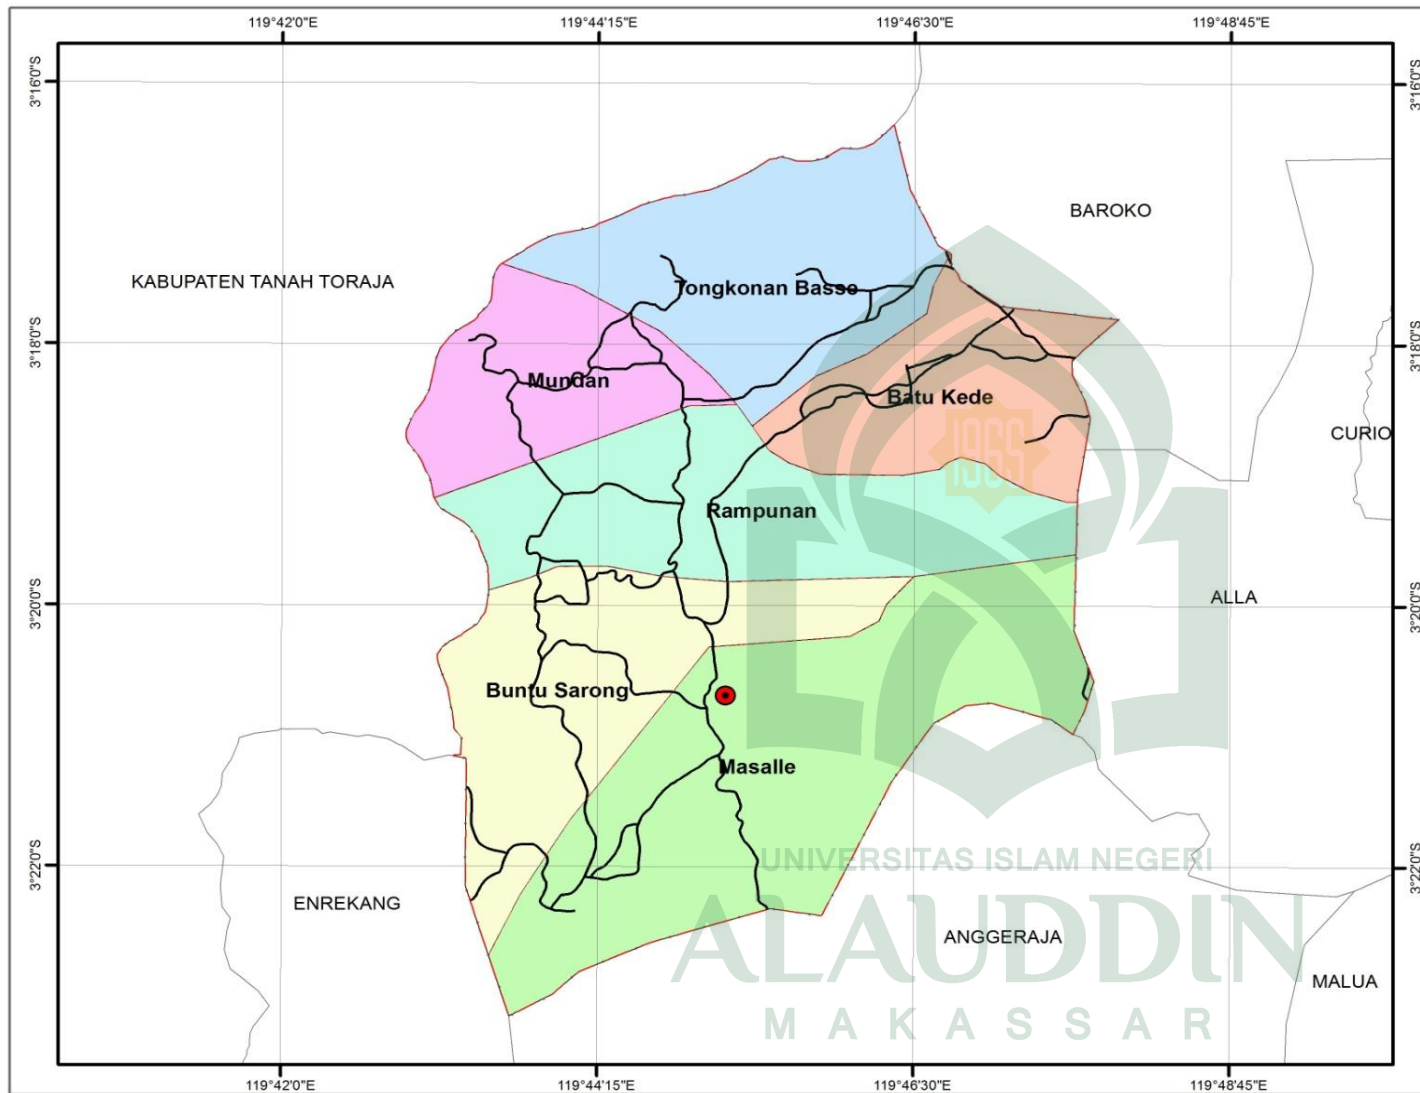 119°42'0"E 119°44'15"E 119°46'30"E 119°48'45"E
3°16'0"S 3°16'0"S
BAROKO
KABUPATEN TANAH TORAJA
Tongkonan Basse
3°18'0"S 3°18'0"S
Mundan
Batu Kede
CURIO
1965
Rampunan
ALLA
3°20'0"S 3°20'0"S
Buntu Sarong
Masalle
UNIVERSITAS ISLAM NEGERI
3°22'0"S 3°22'0"S
ENREKANG
ALAUDDIN
ANGGERAJA
MALUA
MAKASSAR
119°42'0"E 119°44'15"E 119°46'30"E 119°48'45"E